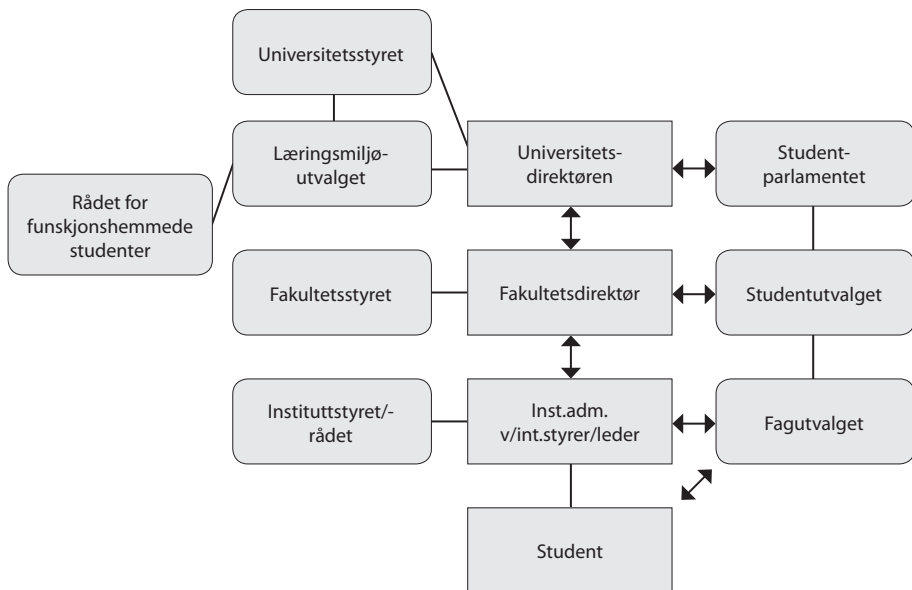 Universitetsstyret
Læringsmiljø-
utvalget
Universitets-
direktøren
Student-
parlamentet
Rådet for
funskjonshemmede
studenter
Fakultetsstyret
Fakultetsdirektør
Studentutvalget
Instituttstyret/-
rådet
Inst.adm.
v/int.styrer/leder
Fagutvalget
Student